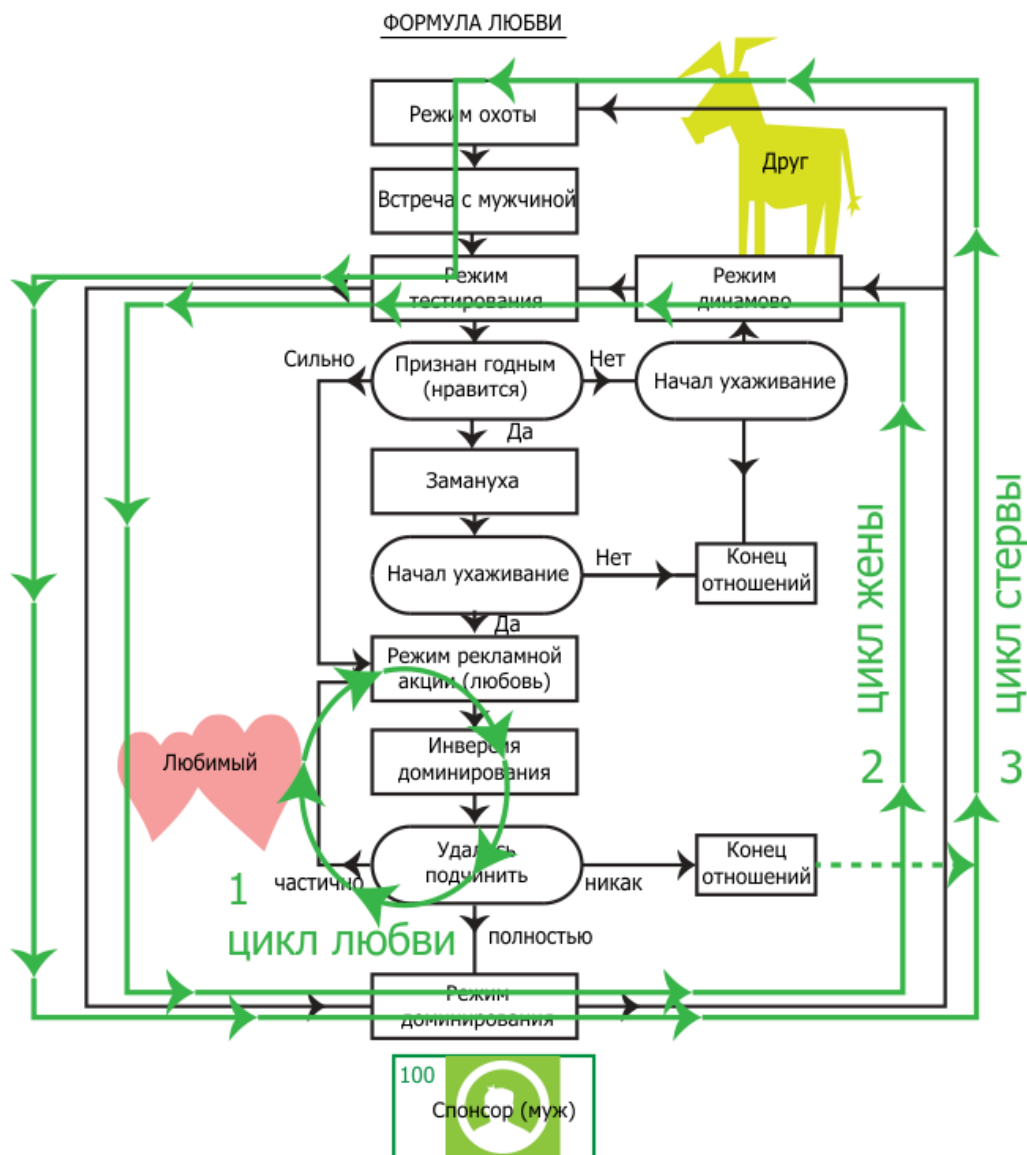 ФОРМУЛА ЛЮБВИ
Режим охоты
Друг
Встреча с мужчиной
Режим
тестирования
Режим
динамово
Сильно
Признан годным
(нравится)
Нет
Начал ухаживание
Да
Замануха
Начал ухаживание
Нет
Конец
отношений
Да
Режим рекламной
акции (любовь)
Любимый
Инверсия
доминирования
Удалось
подчинить
частично
никак
Конец
отношений
1
цикл любви
полностью
2 цикл жены
3 цикл стервы
Режим
доминирования
100
Спонсор (муж)